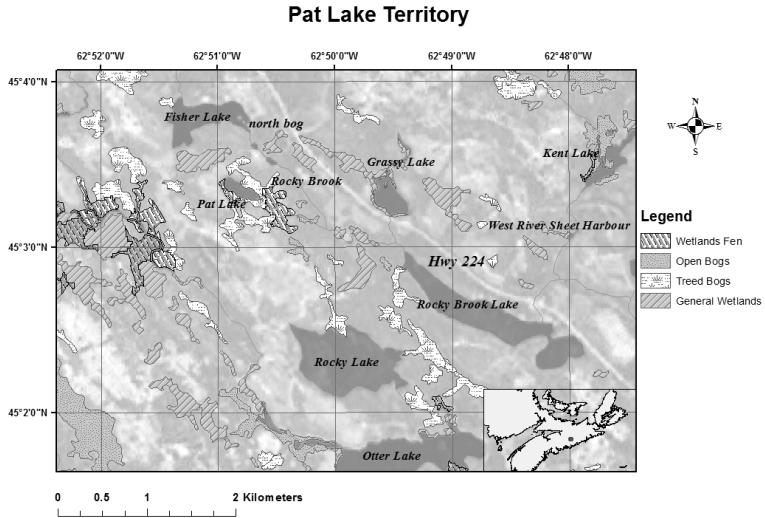 Pat Lake Territory
62°52'0"W 62°51'0"W 62°50'0"W 62°49'0"W 62°48'0"W
45°4'0"N
Fisher Lake
north bog
N
W E
S
Kent Lake
Grassy Lake
Rocky Brook
Pat Lake
West River Sheet Harbour
45°3'0"N
Hwy 224
Rocky Brook Lake
Rocky Lake
45°2'0"N
Otter Lake
Legend
Wetlands Fen
Open Bogs
Treed Bogs
General Wetlands
0 0.5 1 2 Kilometers